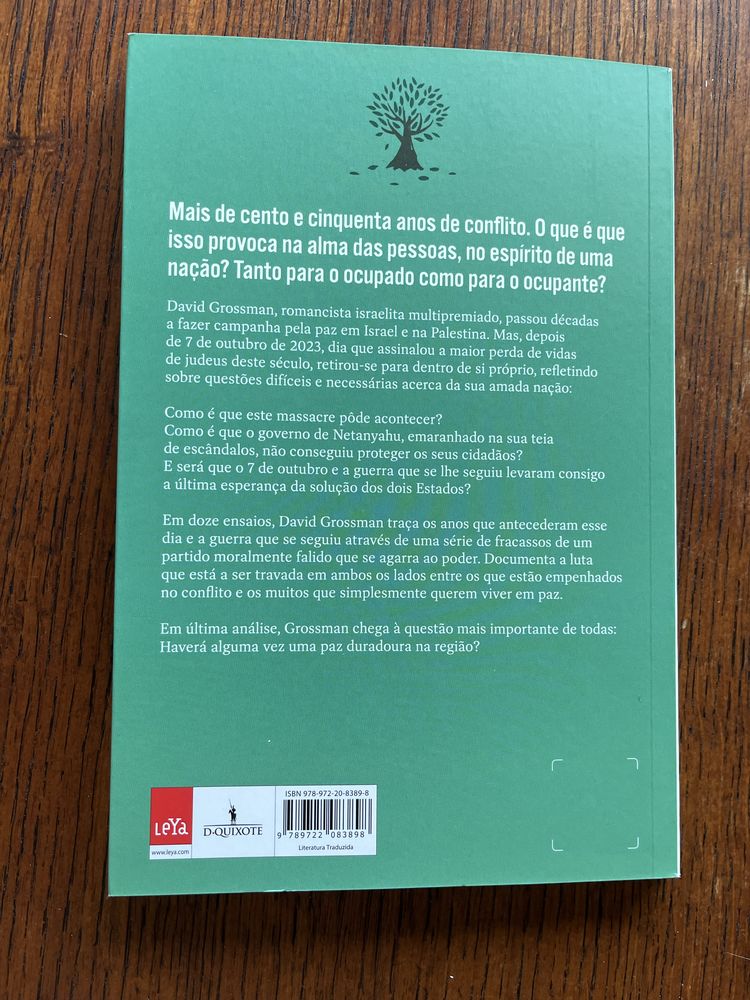 Mais de cento e cinquenta anos de conflito. O que é que
isso provoca na alma das pessoas, no espírito de uma
nação? Tanto para o ocupado como para o ocupante?
David Grossman, romancista israelita multipremiado, passou décadas
a fazer campanha pela paz em Israel e na Palestina. Mas, depois
de 7 de outubro de 2023, dia que assinalou a maior perda de vidas
de judeus deste século, retirou-se para dentro de si próprio, refletindo
sobre questões difíceis e necessárias acerca da sua amada nação:
Como é que este massacre pôde acontecer?
Como é que o governo de Netanyahu, emaranhado na sua teia
de escândalos, não conseguiu proteger os seus cidadãos?
E será que o 7 de outubro e a guerra que se lhe seguiu levaram consigo
a última esperança da solução dos dois Estados?
Em doze ensaios, David Grossman traça os anos que antecederam esse
dia e a guerra que se seguiu através de uma série de fracassos de um
partido moralmente falido que se agarra ao poder. Documenta a luta
que está a ser travada em ambos os lados entre os que estão empenhados
no conflito e os muitos que simplesmente querem viver em paz.
Em última análise, Grossman chega à questão mais importante de todas:
Haverá alguma vez uma paz duradoura na região?
LeYa
www.leya.com
D·QUIXOTE
ISBN 978-972-20-8389-8
9 789722 083898
Literatura Traduzida